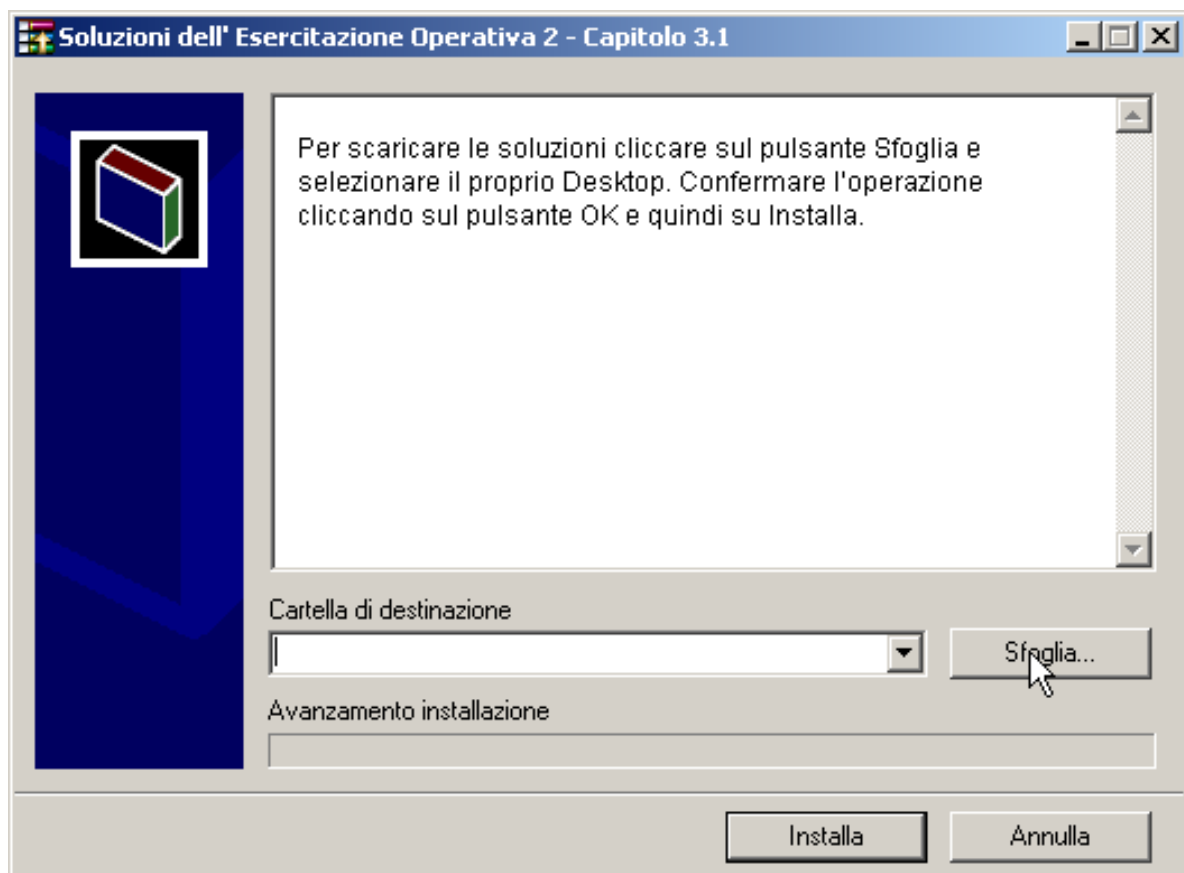 Soluzioni dell' Esercitazione Operativa 2 - Capitolo 3.1
Per scaricare le soluzioni cliccare sul pulsante Sfoglia e
selezionare il proprio Desktop. Confermare l'operazione
cliccando sul pulsante OK e quindi su Installa.
Cartella di destinazione
Sfoglia...
Avanzamento installazione
Installa
Annulla